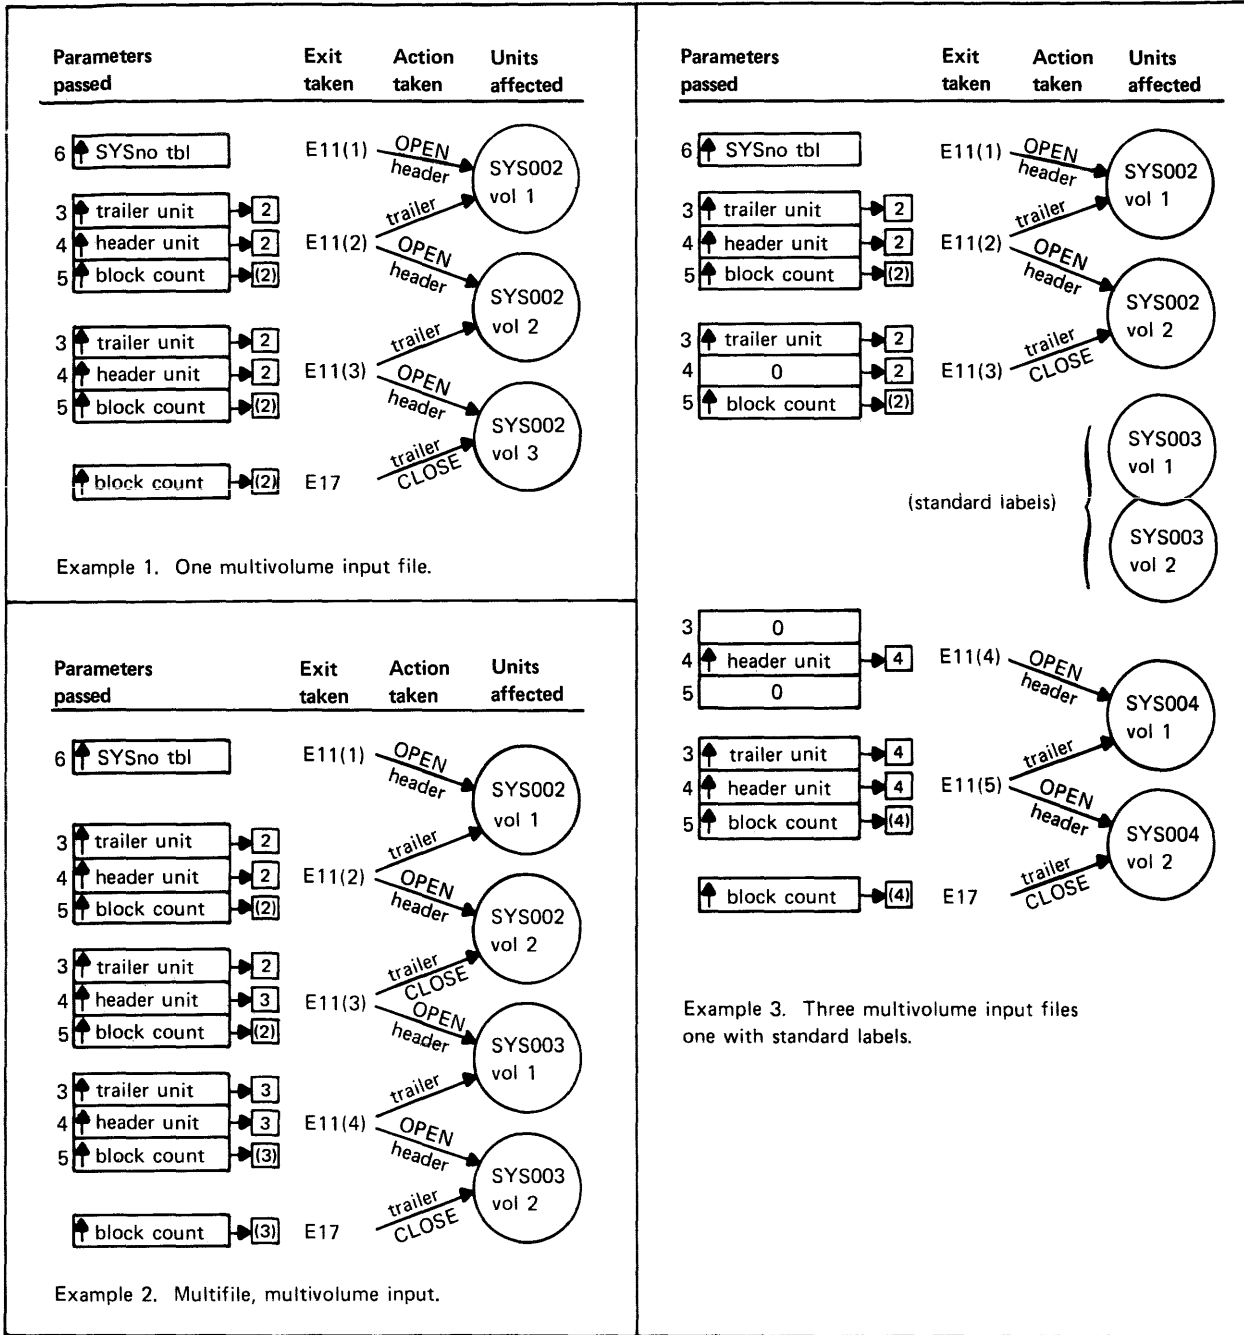 Parameters passed Exit taken Action taken Units affected
6 SYSno tbl E11(1) OPEN header SYS002 vol 1
3 trailer unit 2
4 header unit 2 E11(2) trailer OPEN header
5 block count (2)
SYS002 vol 2
3 trailer unit 2
4 header unit 2 E11(3) trailer OPEN header
5 block count (2)
SYS002 vol 3
block count (2) E17 trailer CLOSE
Example 1. One multivolume input file.
Parameters passed Exit taken Action taken Units affected
6 SYSno tbl E11(1) OPEN header SYS002 vol 1
3 trailer unit 2
4 header unit 2 E11(2) trailer OPEN header
5 block count (2)
SYS002 vol 2
3 trailer unit 2
4 header unit 3 E11(3) trailer CLOSE OPEN header
5 block count (2)
SYS003 vol 1
3 trailer unit 3
4 header unit 3 E11(4) trailer OPEN header
5 block count (3)
SYS003 vol 2
block count (3) E17 trailer CLOSE
Example 2. Multifile, multivolume input.
Parameters passed Exit taken Action taken Units affected
6 SYSno tbl E11(1) OPEN header SYS002 vol 1
3 trailer unit 2
4 header unit 2 E11(2) trailer OPEN header
5 block count (2)
SYS002 vol 2
3 trailer unit 2
4 0 2 E11(3) trailer CLOSE
5 block count (2)
SYS003 vol 1
(standard labels)
SYS003 vol 2
3 0
4 header unit 4 E11(4) OPEN header
5 0
SYS004 vol 1
3 trailer unit 4
4 header unit 4 E11(5) trailer OPEN header
5 block count (4)
SYS004 vol 2
block count (4) E17 trailer CLOSE
Example 3. Three multivolume input files
one with standard labels.